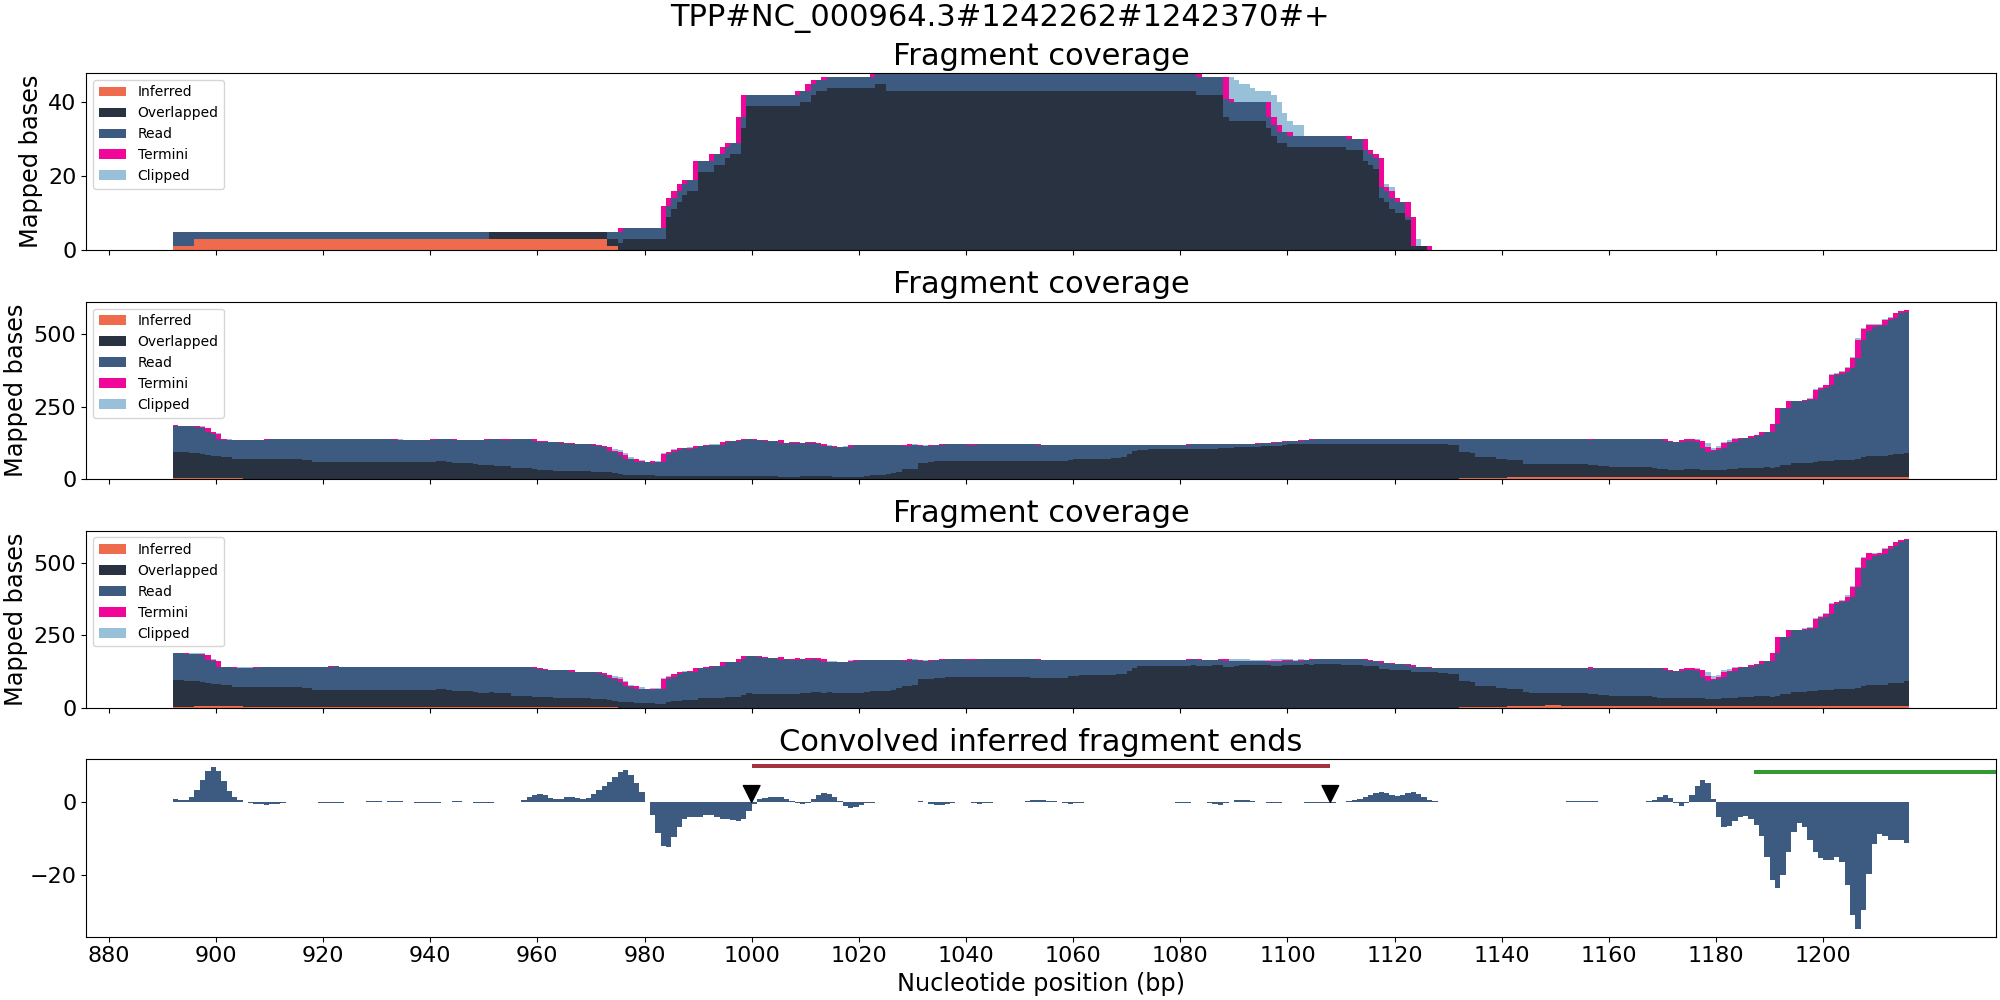 TPP#NC_000964.3#1242262#1242370#+
Fragment coverage
Mapped bases
40
20
0
Inferred
Overlapped
Read
Termini
Clipped
Fragment coverage
Mapped bases
500
250
0
Inferred
Overlapped
Read
Termini
Clipped
Fragment coverage
Mapped bases
500
250
0
Inferred
Overlapped
Read
Termini
Clipped
Convolved inferred fragment ends
0
−20
880 900 920 940 960 980 1000 1020 1040 1060 1080 1100 1120 1140 1160 1180 1200
Nucleotide position (bp)